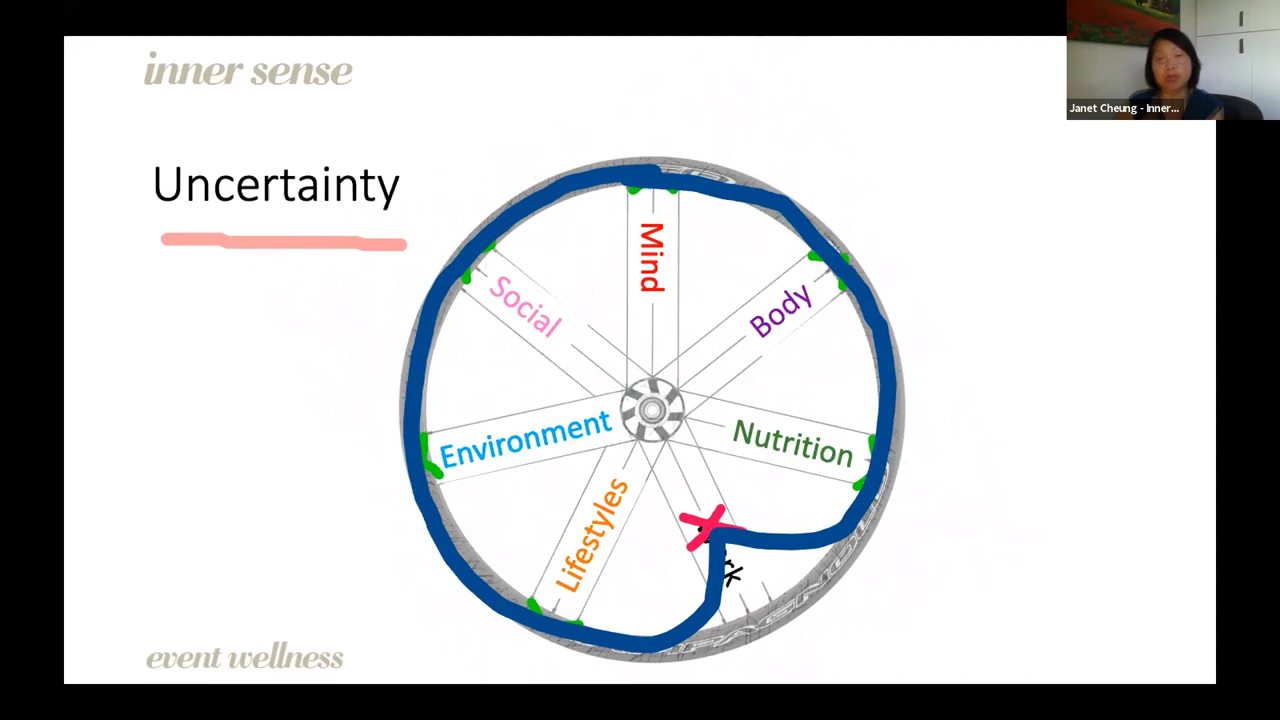 inner sense
Janet Cheung - Inner...
Uncertainty
Mind
Social
Body
Environment
Nutrition
Lifestyles
event wellness